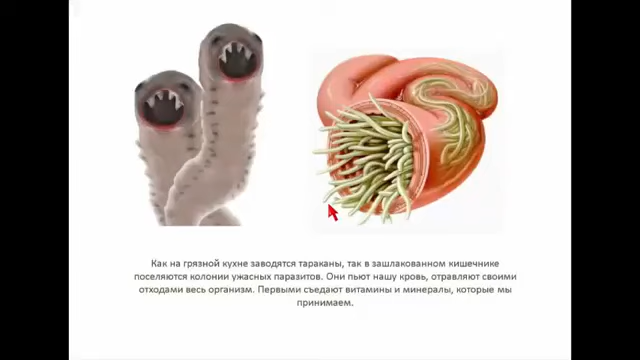 Как на грязной кухне заводятся тараканы, так в зашлакованном кишечнике
поселяются колонии ужасных паразитов. Они пьют нашу кровь, отравляют своими
отходами весь организм. Первыми съедают витамины и минералы, которые мы
принимаем.